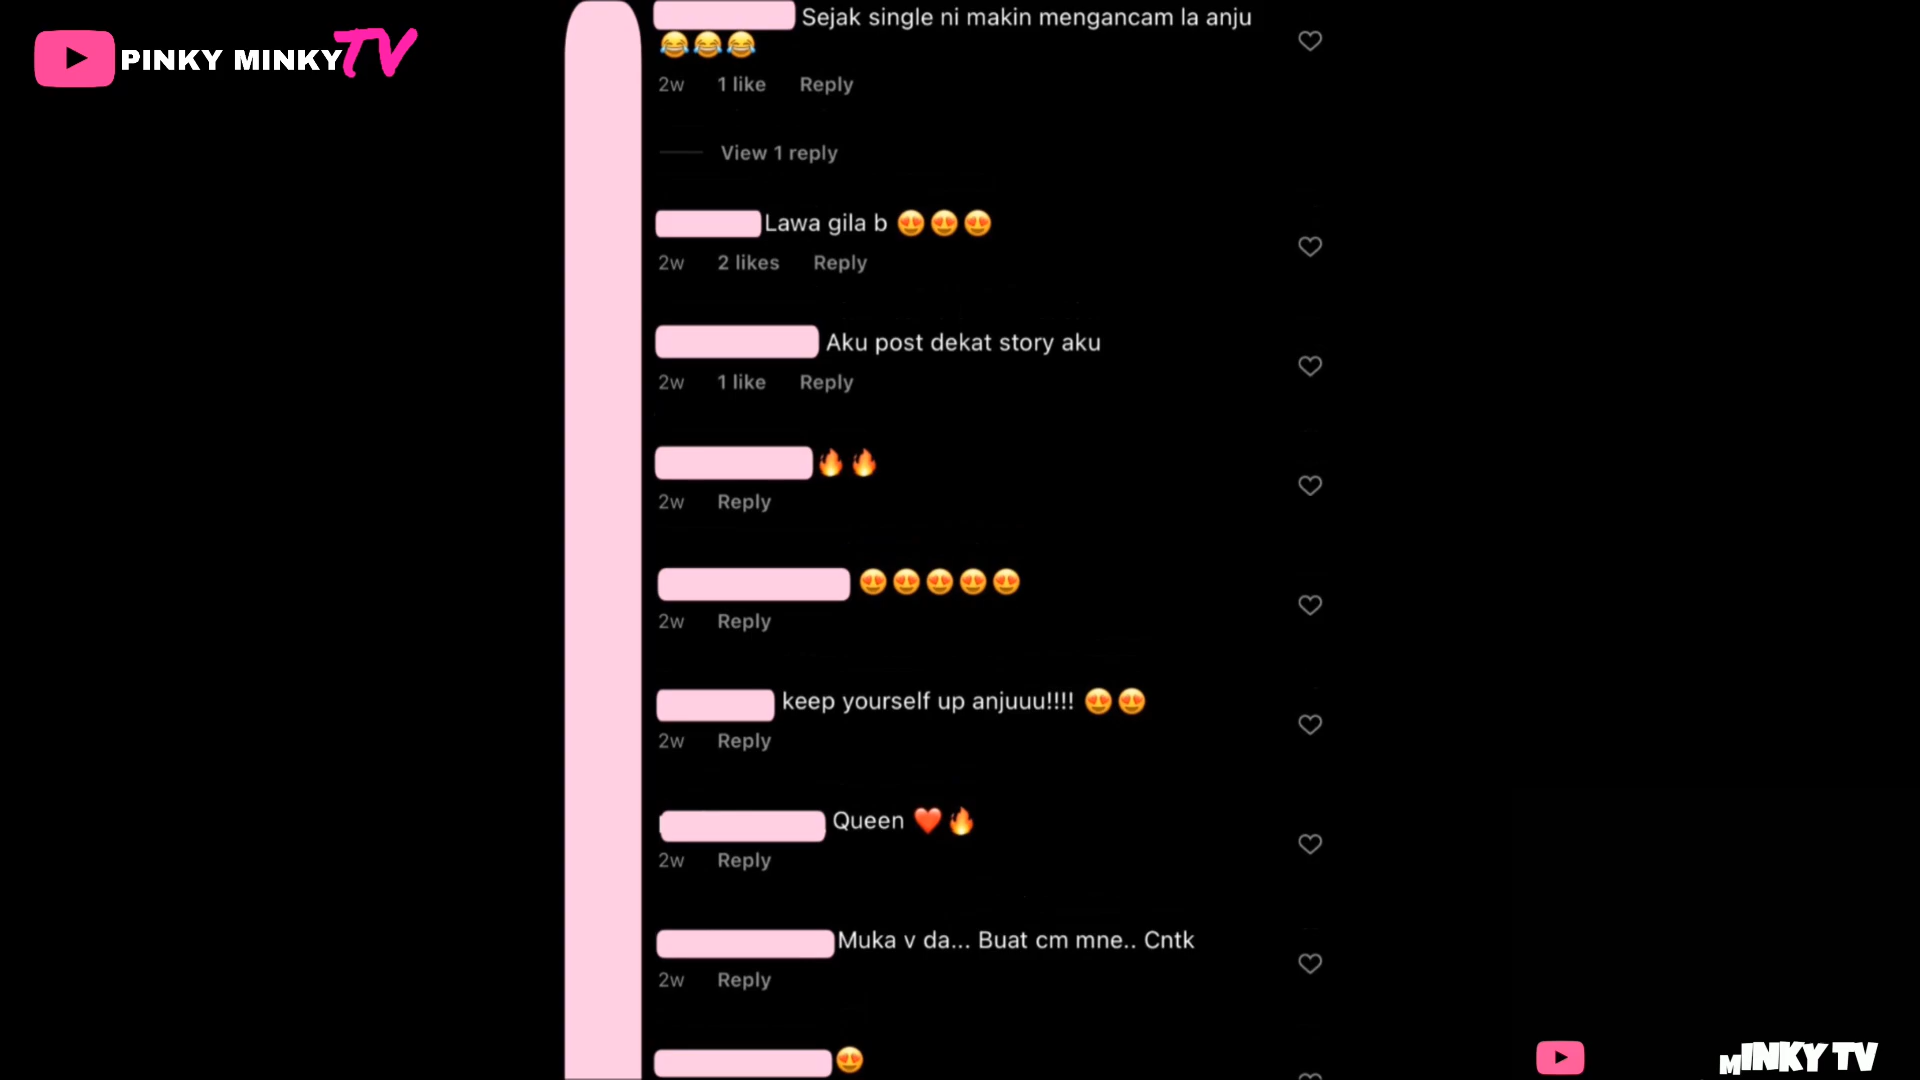 PINKY MINKY TV
Sejak single ni makin mengancam la anju
😂😂😂
2w 1 like Reply
View 1 reply
Lawa gila b 😍😍😍
2w 2 likes Reply
Aku post dekat story aku
2w 1 like Reply
🔥🔥
2w Reply
😍😍😍😍😍
2w Reply
keep yourself up anjuuu!!!! 😍😍
2w Reply
Queen ❤️🔥
2w Reply
Muka v da... Buat cm mne.. Cntk
2w Reply
😍
MINKY TV